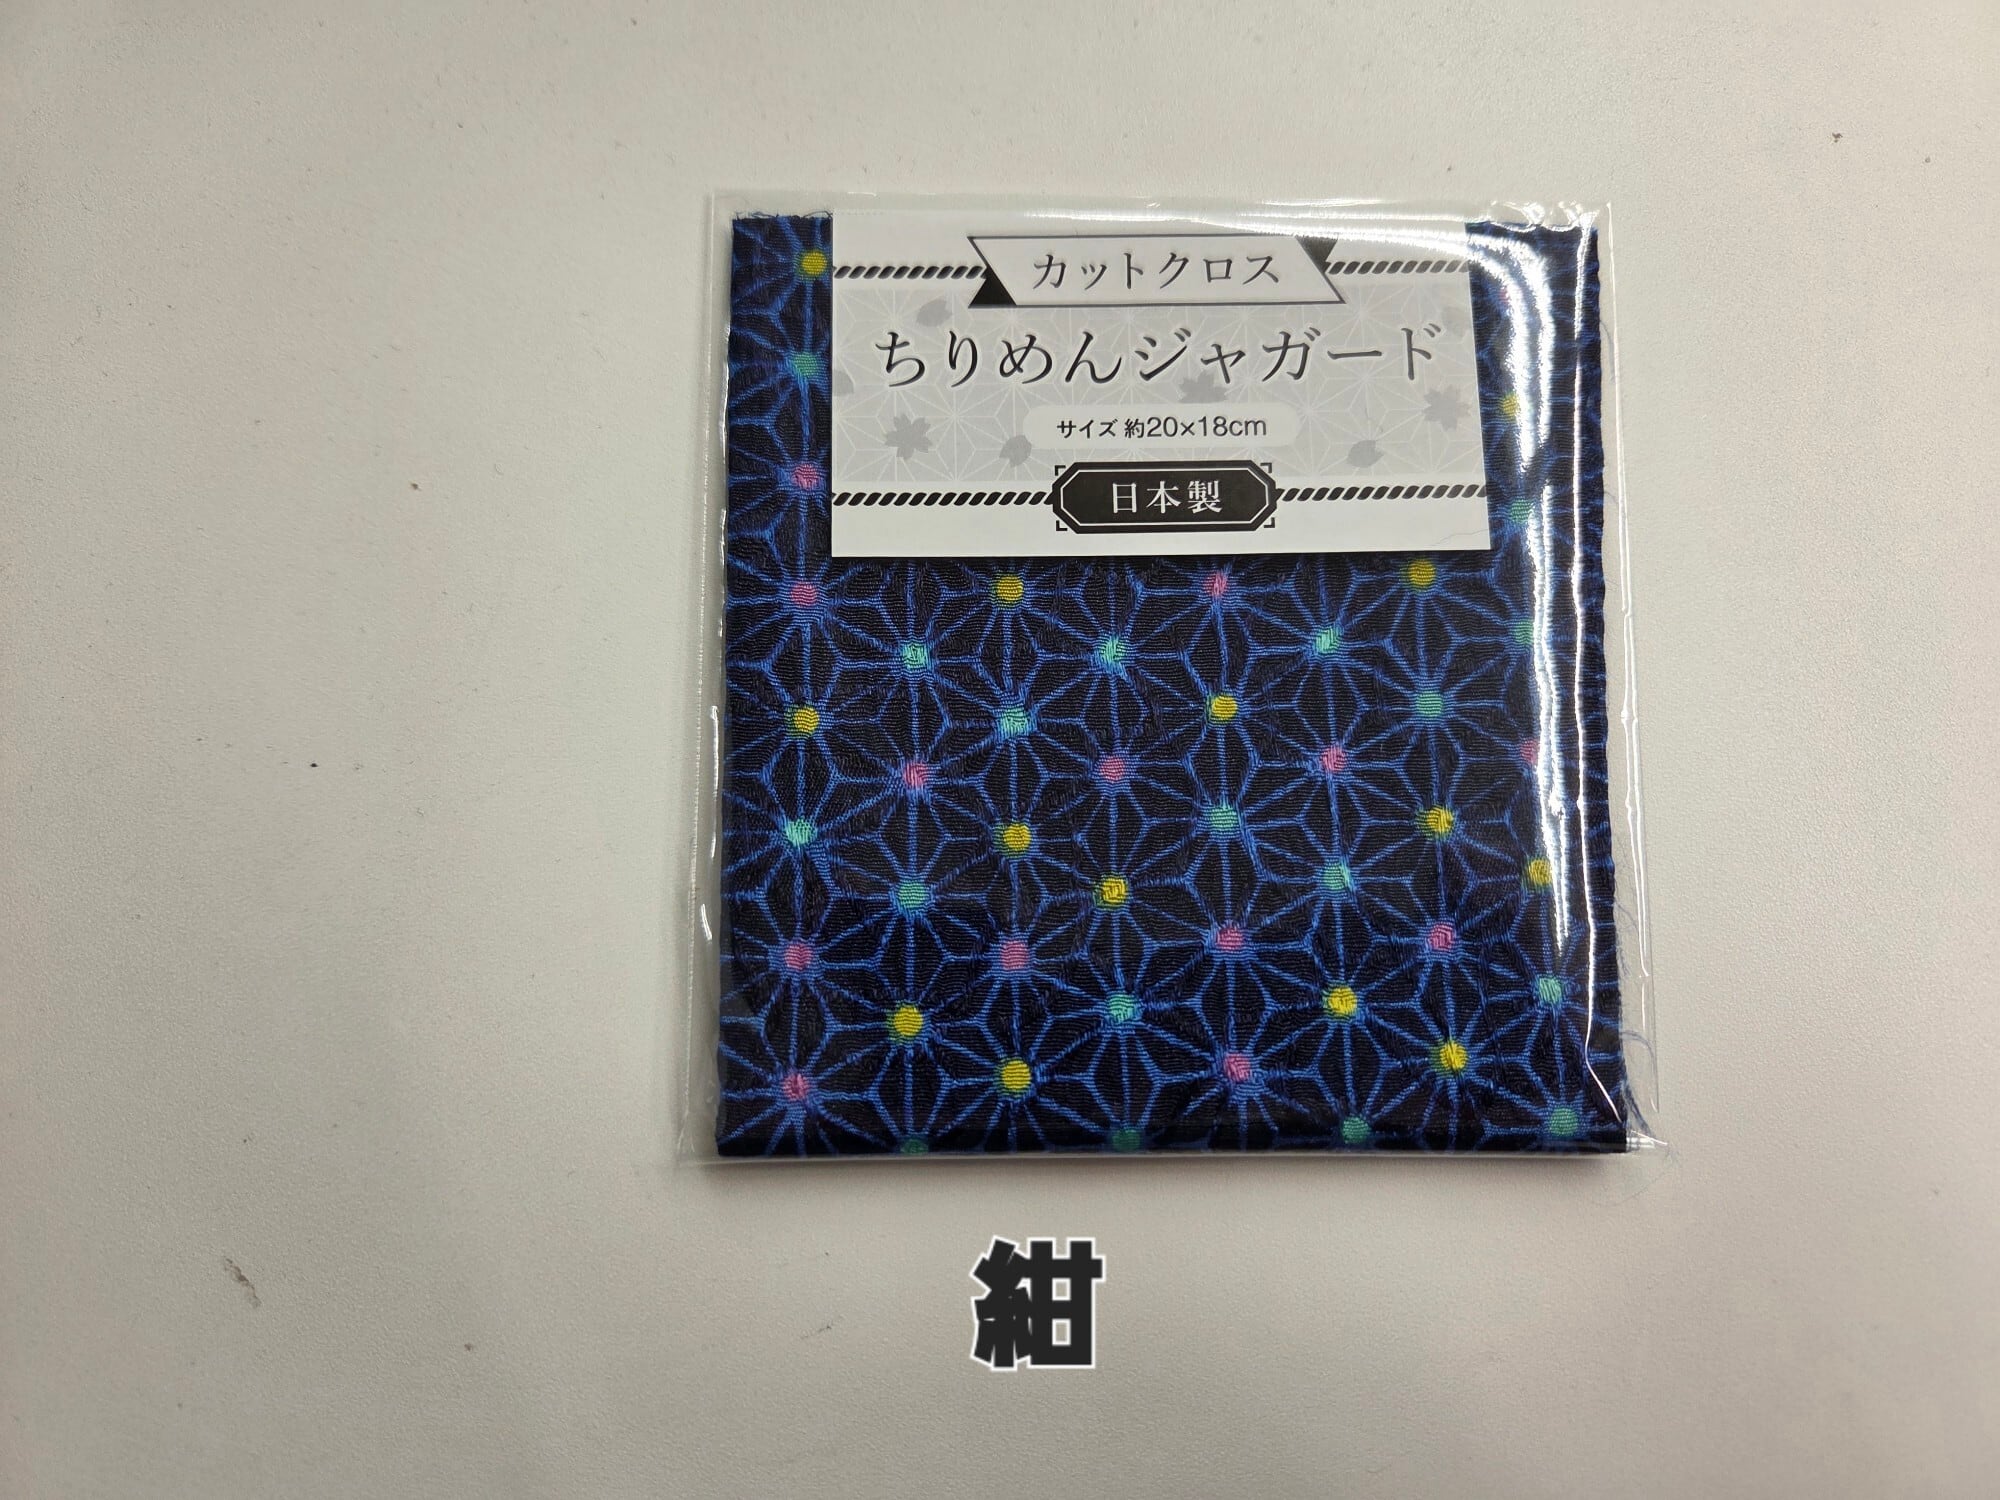 カットクロス
ちりめんジャガード
サイズ 約20×18cm
日本製
紺